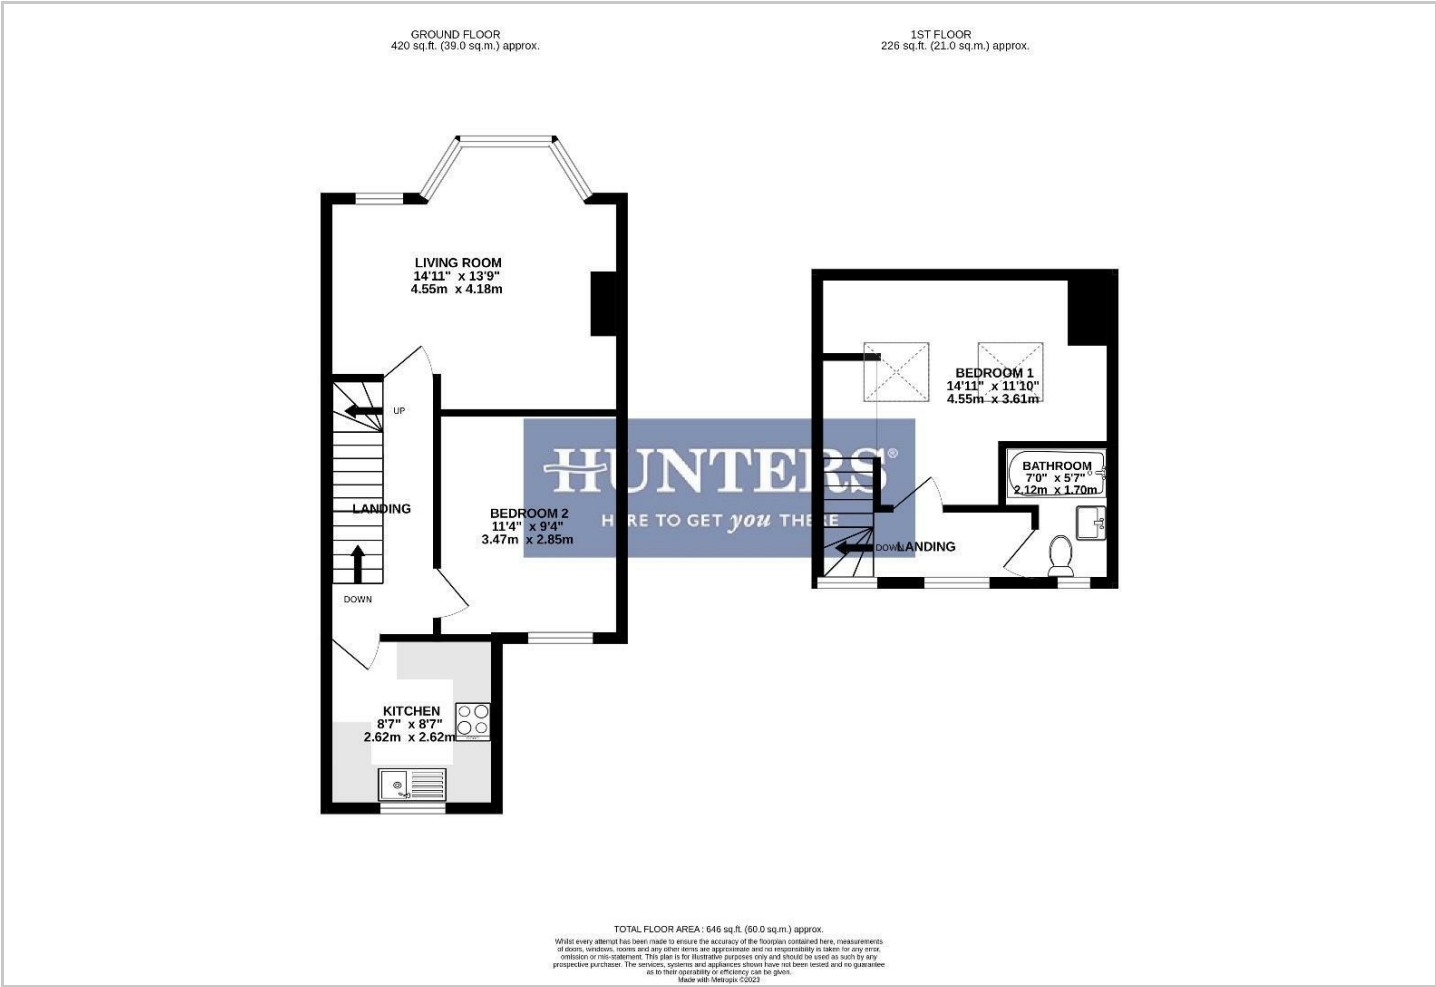 GROUND FLOOR
420 sq.ft. (39.0 sq.m.) approx.
1ST FLOOR
226 sq.ft. (21.0 sq.m.) approx.
LIVING ROOM
14'11" x 13'9"
4.55m x 4.18m
UP
LANDING
DOWN
BEDROOM 2
11'4" x 9'4"
3.47m x 2.85m
KITCHEN
8'7" x 8'7"
2.62m x 2.62m
HUNTERS®
HERE TO GET you THERE
BEDROOM 1
14'11" x 11'10"
4.55m x 3.61m
BATHROOM
7'0" x 5'7"
2.12m x 1.70m
DOWN
LANDING
TOTAL FLOOR AREA : 646 sq.ft. (60.0 sq.m.) approx.
Whilst every attempt has been made to ensure the accuracy of the floorplan contained here, measurements
of doors, windows, rooms and any other items are approximate and no responsibility is taken for any error,
omission or mis-statement. This plan is for illustrative purposes only and should be used as such by any
prospective purchaser. The services, systems and appliances shown have not been tested and no guarantee
as to their operability or efficiency can be given.
Made with Metropix ©2023